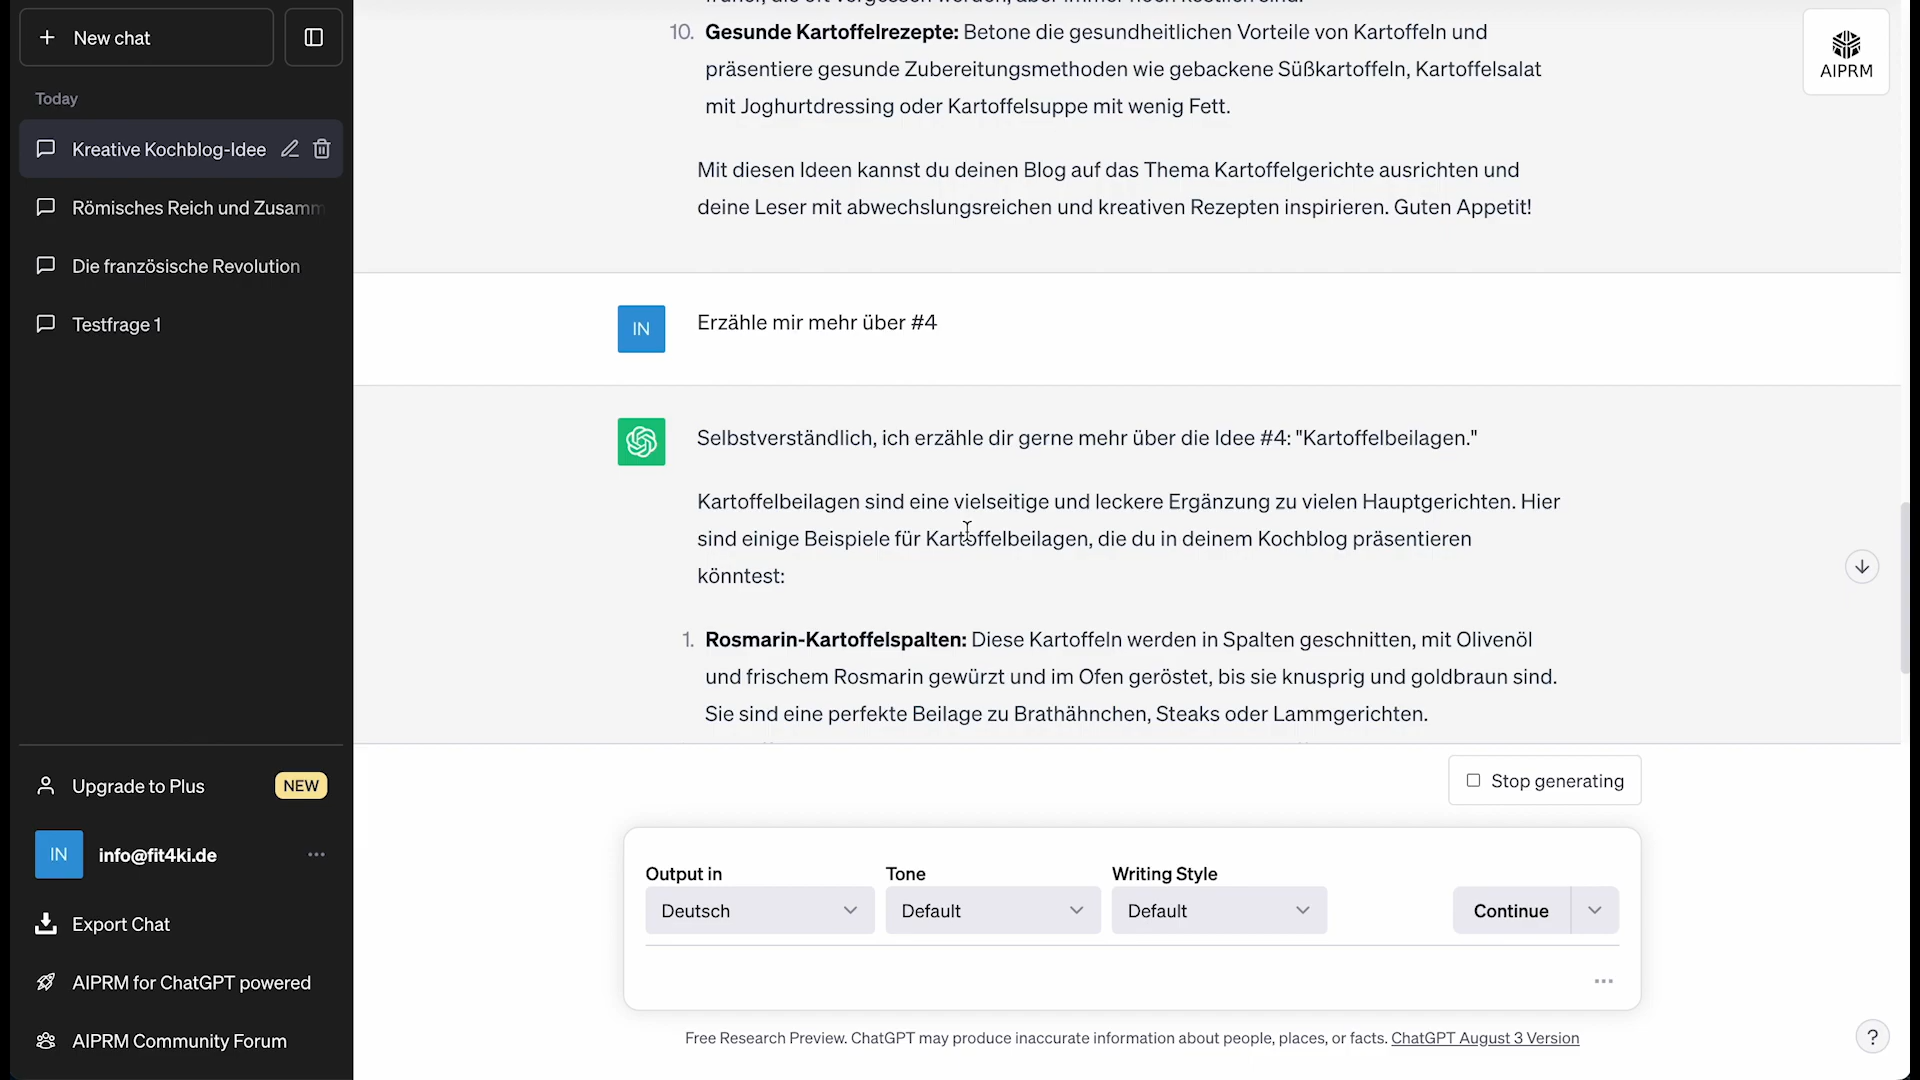 New chat
Today
Kreative Kochblog-Idee
Römisches Reich und Zusamm
Die französische Revolution
Testfrage 1
Upgrade to Plus NEW
IN info@fit4ki.de
Export Chat
AIPRM for ChatGPT powered
AIPRM Community Forum
10. Gesunde Kartoffelrezepte: Betone die gesundheitlichen Vorteile von Kartoffeln und
präsentiere gesunde Zubereitungsmethoden wie gebackene Süßkartoffeln, Kartoffelsalat
mit Joghurtdressing oder Kartoffelsuppe mit wenig Fett.
Mit diesen Ideen kannst du deinen Blog auf das Thema Kartoffelgerichte ausrichten und
deine Leser mit abwechslungsreichen und kreativen Rezepten inspirieren. Guten Appetit!
IN Erzähle mir mehr über #4
Selbstverständlich, ich erzähle dir gerne mehr über die Idee #4: "Kartoffelbeilagen."
Kartoffelbeilagen sind eine vielseitige und leckere Ergänzung zu vielen Hauptgerichten. Hier
sind einige Beispiele für Kartoffelbeilagen, die du in deinem Kochblog präsentieren
könntest:
1. Rosmarin-Kartoffelspalten: Diese Kartoffeln werden in Spalten geschnitten, mit Olivenöl
und frischem Rosmarin gewürzt und im Ofen geröstet, bis sie knusprig und goldbraun sind.
Sie sind eine perfekte Beilage zu Brathähnchen, Steaks oder Lammgerichten.
Stop generating
Output in Tone Writing Style
Deutsch Default Default Continue
Free Research Preview. ChatGPT may produce inaccurate information about people, places, or facts. ChatGPT August 3 Version
AIPRM
?